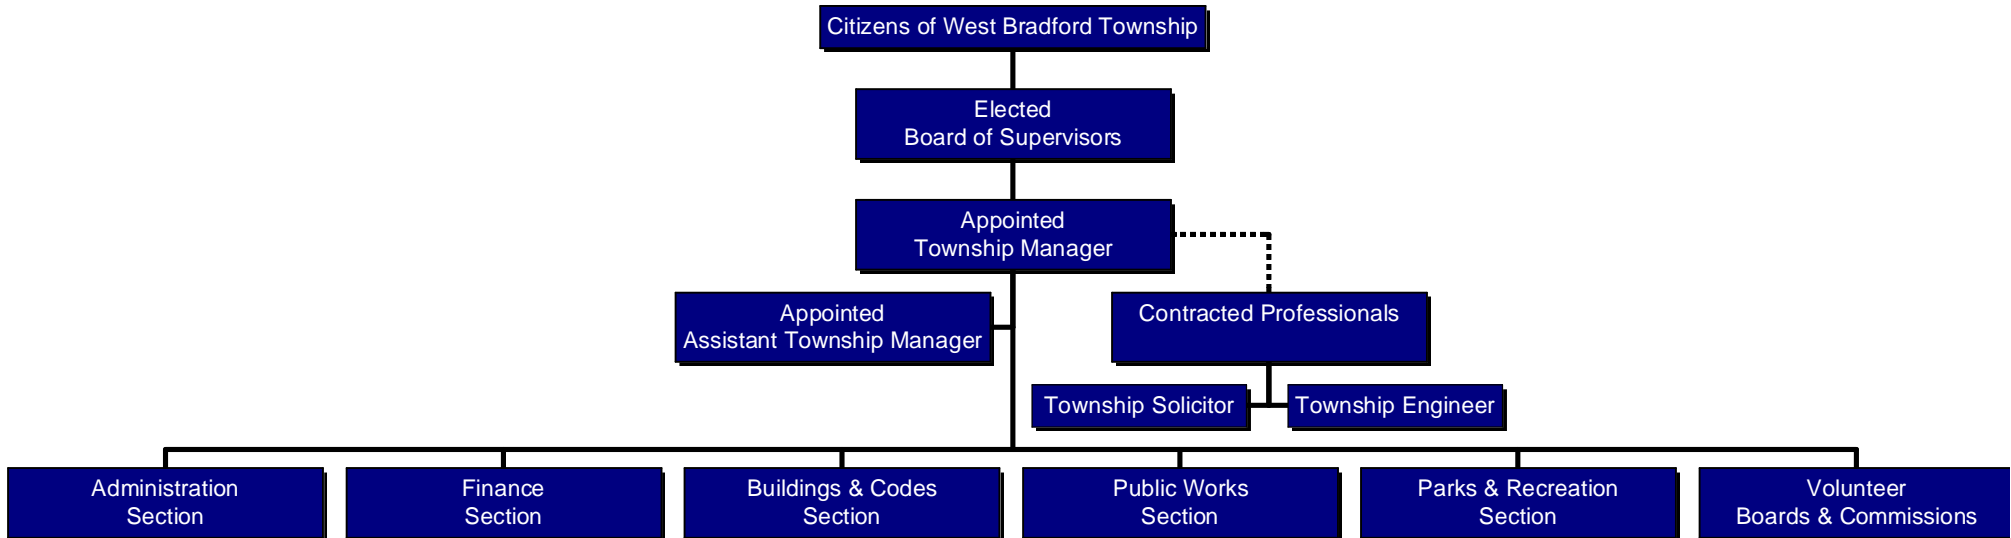 Citizens of West Bradford Township
Elected
Board of Supervisors
Appointed
Township Manager
Appointed
Assistant Township Manager
Contracted Professionals
Township Solicitor
Township Engineer
Administration
Section
Finance
Section
Buildings & Codes
Section
Public Works
Section
Parks & Recreation
Section
Volunteer
Boards & Commissions